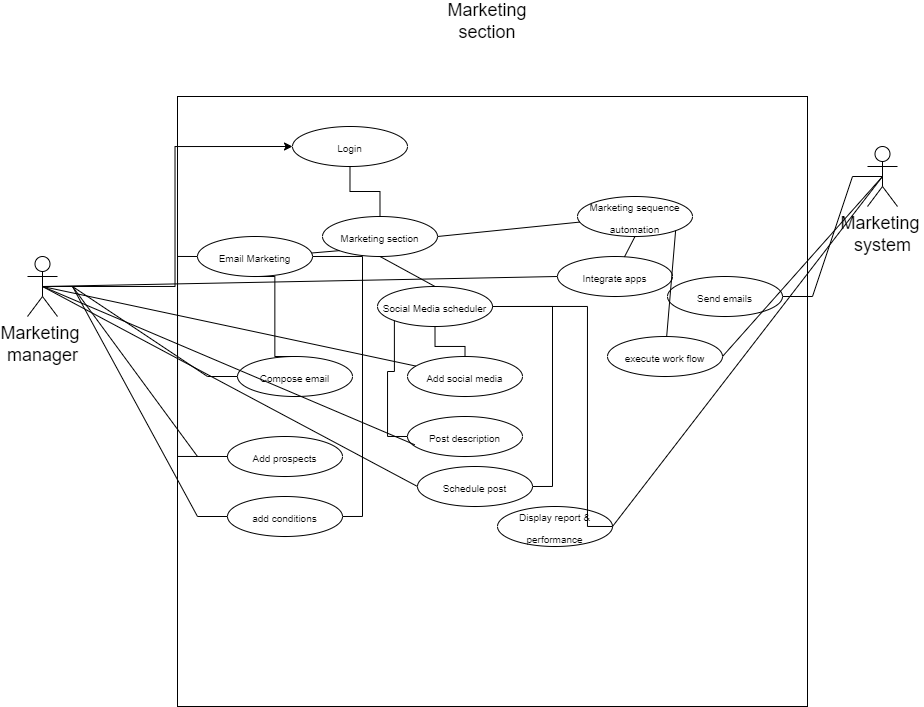 Marketing
section
Login
Marketing sequence
automation
Marketing section
Email Marketing
Marketing
system
Integrate apps
Send emails
Social Media scheduler
Marketing
manager
execute work flow
Compose email
Add social media
Post description
Add prospects
Schedule post
add conditions
Display report &
performance